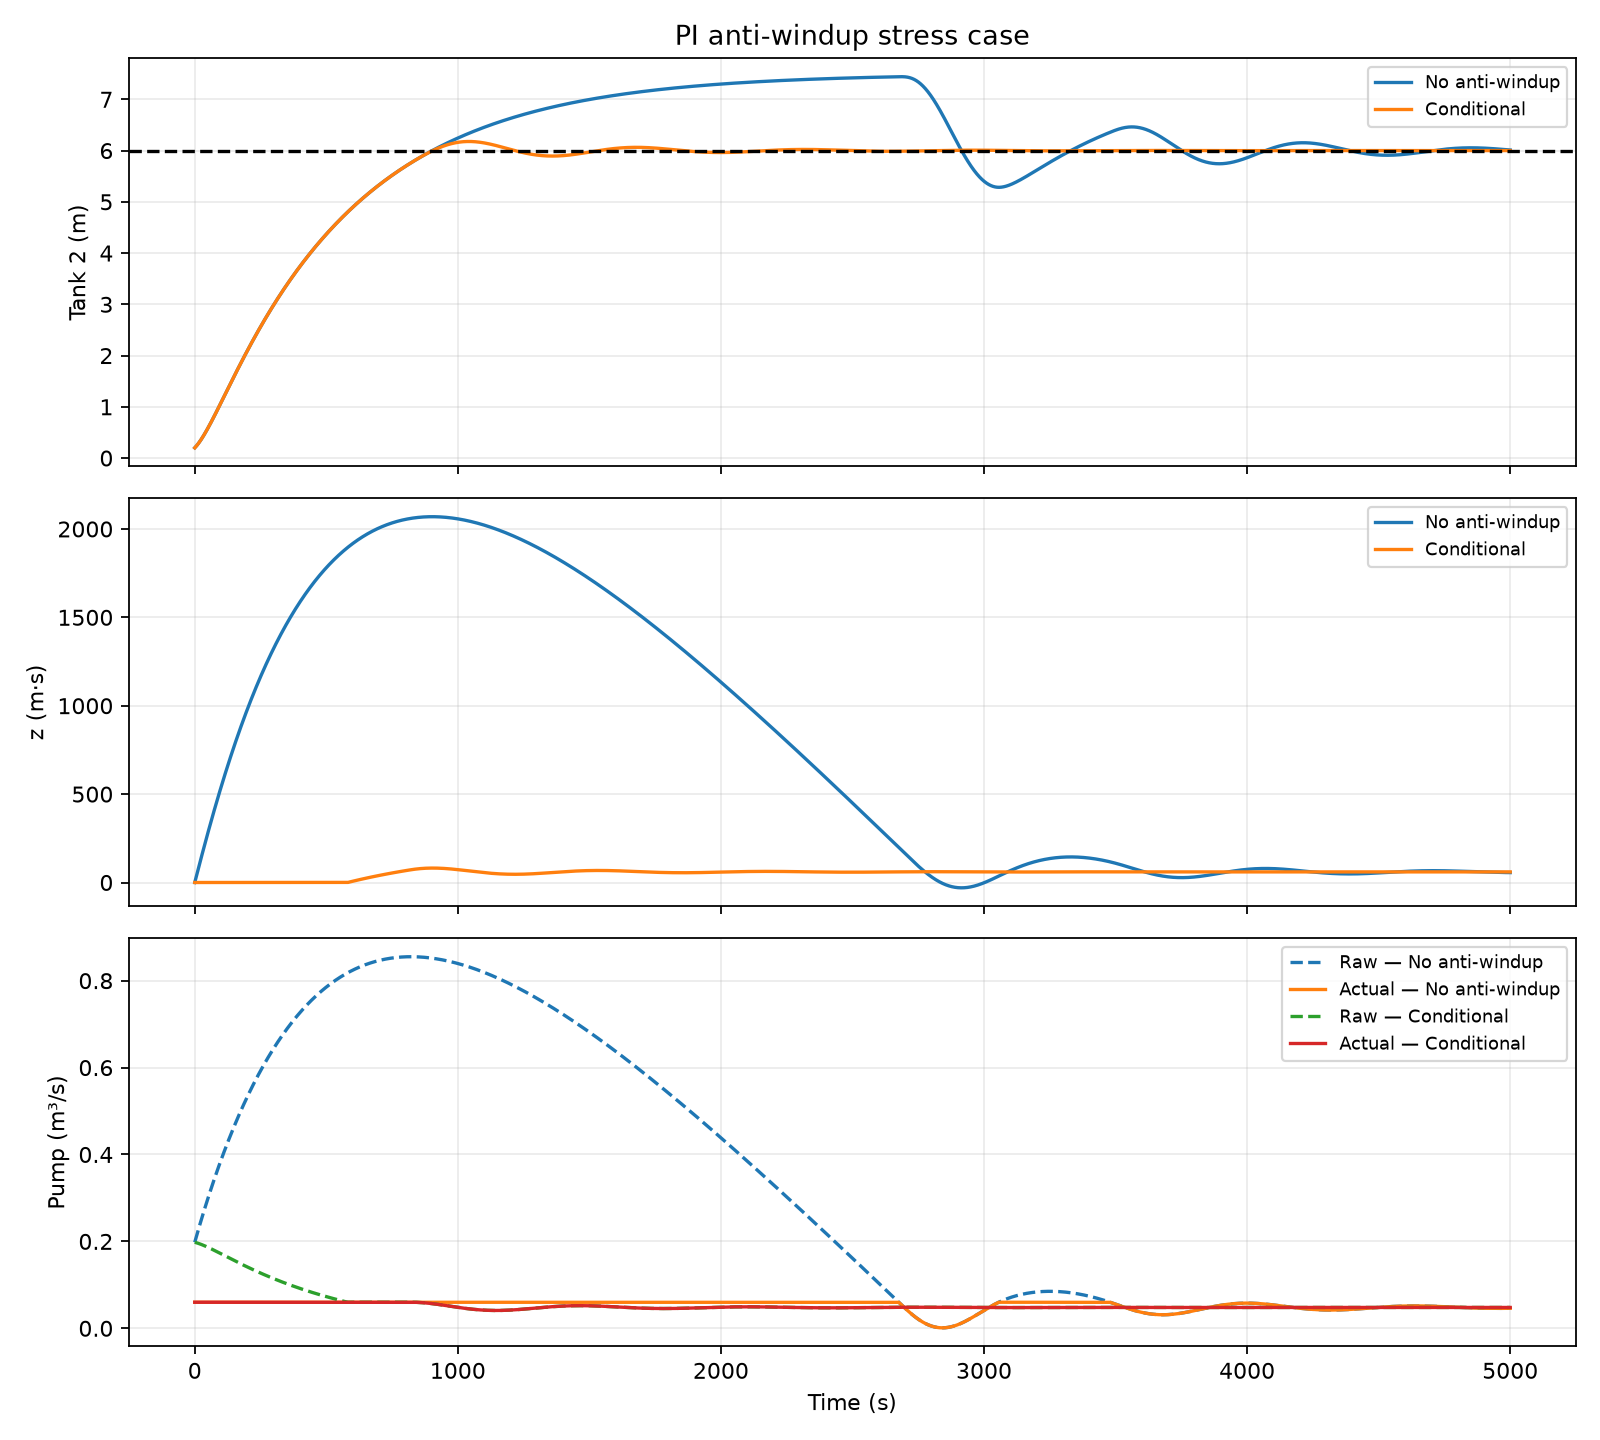 PI anti-windup stress case
Tank 2 (m)
7
6
5
4
3
2
1
0
No anti-windup
Conditional
z (m·s)
2000
1500
1000
500
0
No anti-windup
Conditional
Pump (m³/s)
0.8
0.6
0.4
0.2
0.0
Raw — No anti-windup
Actual — No anti-windup
Raw — Conditional
Actual — Conditional
0 1000 2000 3000 4000 5000
Time (s)